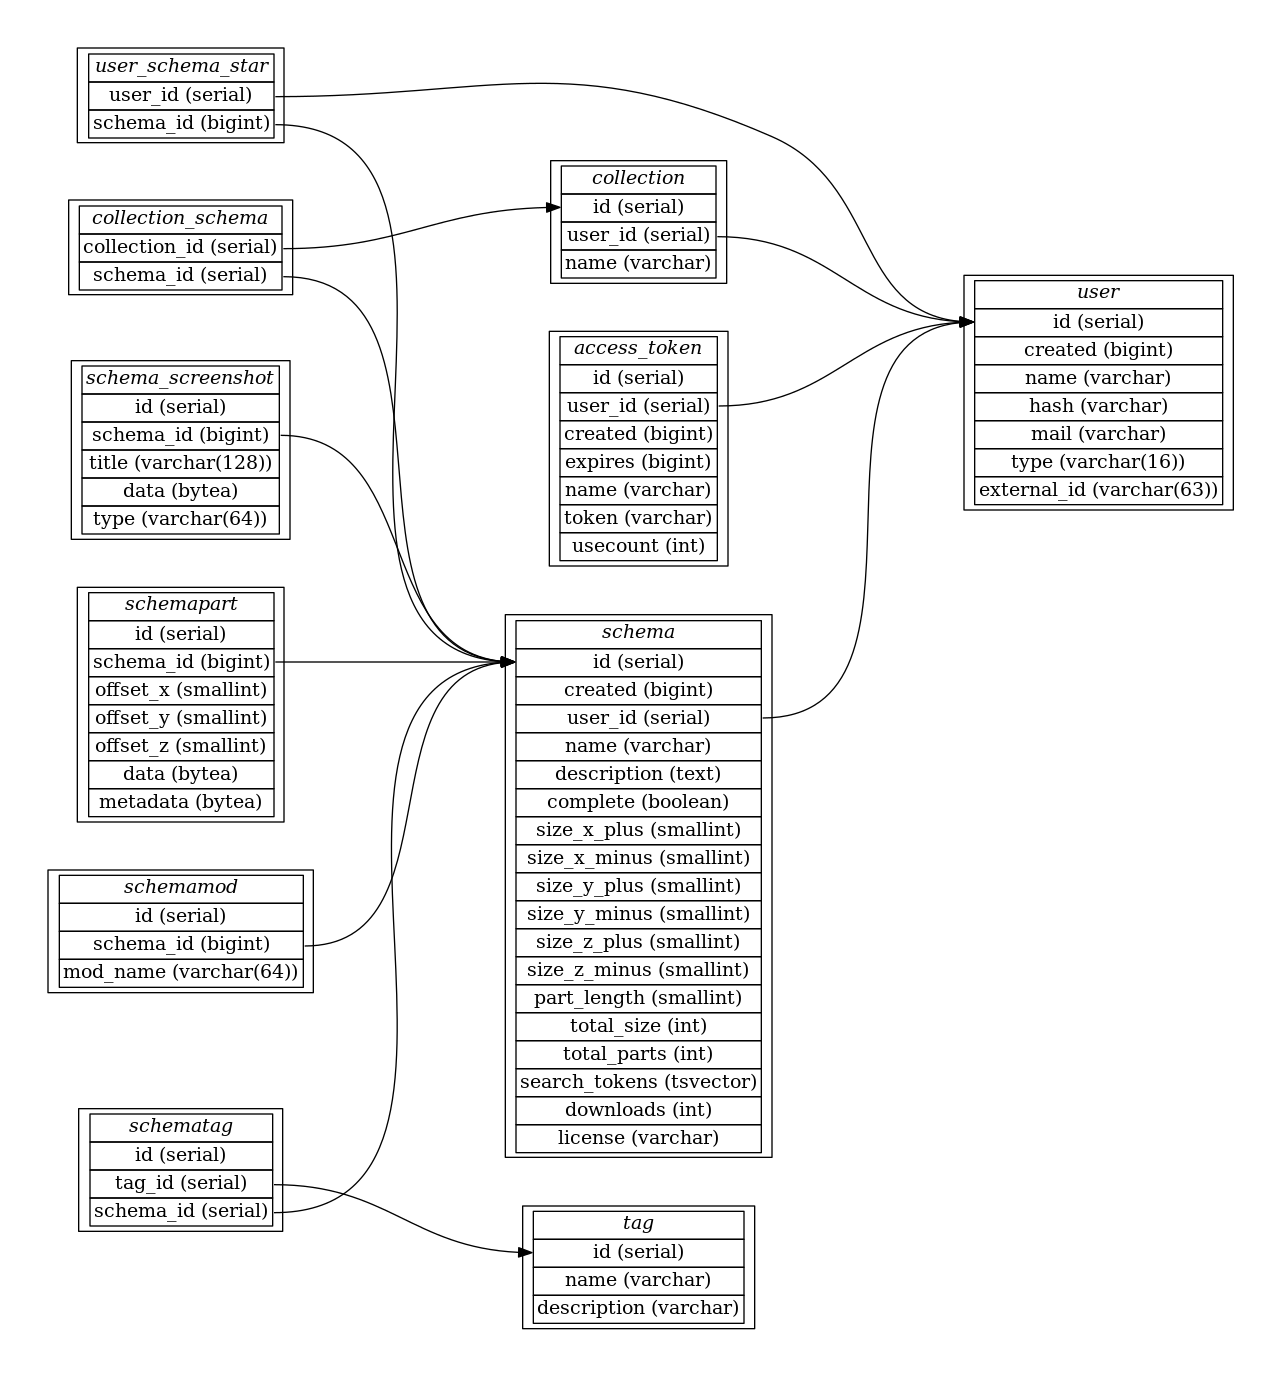 user_schema_star
user_id (serial)
schema_id (bigint)
collection_schema
collection_id (serial)
schema_id (serial)
schema_screenshot
id (serial)
schema_id (bigint)
title (varchar(128))
data (bytea)
type (varchar(64))
schemapart
id (serial)
schema_id (bigint)
offset_x (smallint)
offset_y (smallint)
offset_z (smallint)
data (bytea)
metadata (bytea)
schemamod
id (serial)
schema_id (bigint)
mod_name (varchar(64))
schematag
id (serial)
tag_id (serial)
schema_id (serial)
collection
id (serial)
user_id (serial)
name (varchar)
access_token
id (serial)
user_id (serial)
created (bigint)
expires (bigint)
name (varchar)
token (varchar)
usecount (int)
schema
id (serial)
created (bigint)
user_id (serial)
name (varchar)
description (text)
complete (boolean)
size_x_plus (smallint)
size_x_minus (smallint)
size_y_plus (smallint)
size_y_minus (smallint)
size_z_plus (smallint)
size_z_minus (smallint)
part_length (smallint)
total_size (int)
total_parts (int)
search_tokens (tsvector)
downloads (int)
license (varchar)
tag
id (serial)
name (varchar)
description (varchar)
user
id (serial)
created (bigint)
name (varchar)
hash (varchar)
mail (varchar)
type (varchar(16))
external_id (varchar(63))